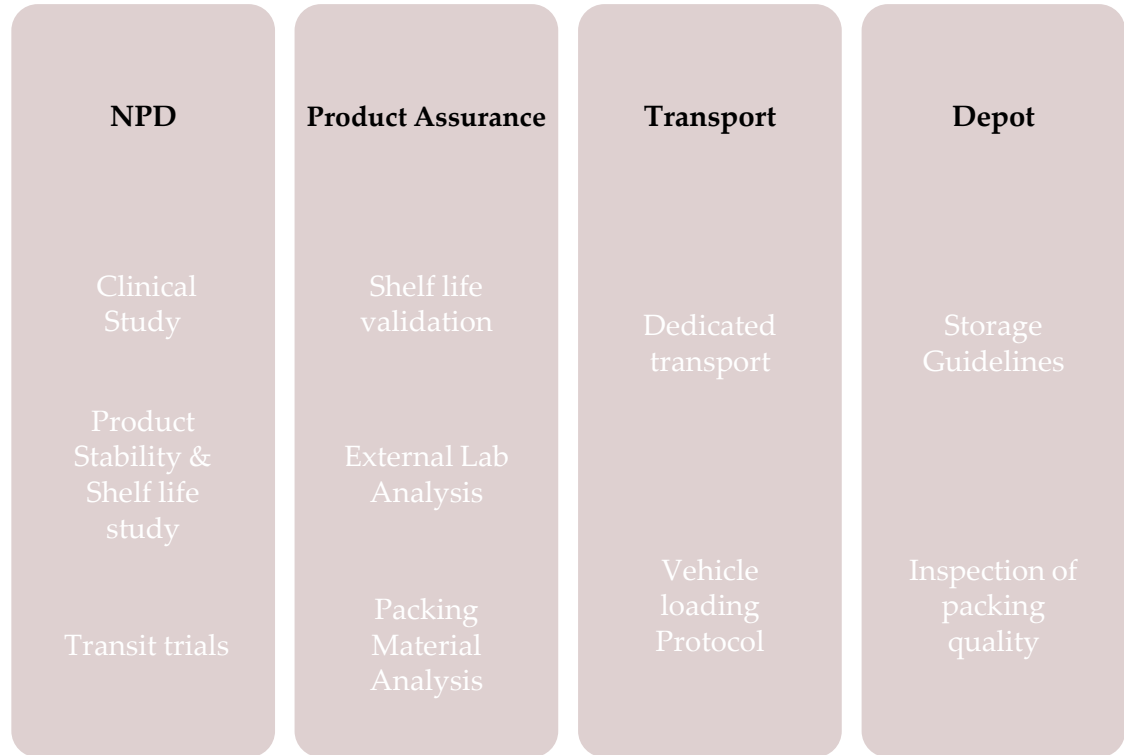 NPD
Clinical
Study
Product
Stability &
Shelf life
study
Transit trials
Product Assurance
Shelf life
validation
External Lab
Analysis
Packing
Material
Analysis
Transport
Dedicated
transport
Vehicle
loading
Protocol
Depot
Storage
Guidelines
Inspection of
packing
quality